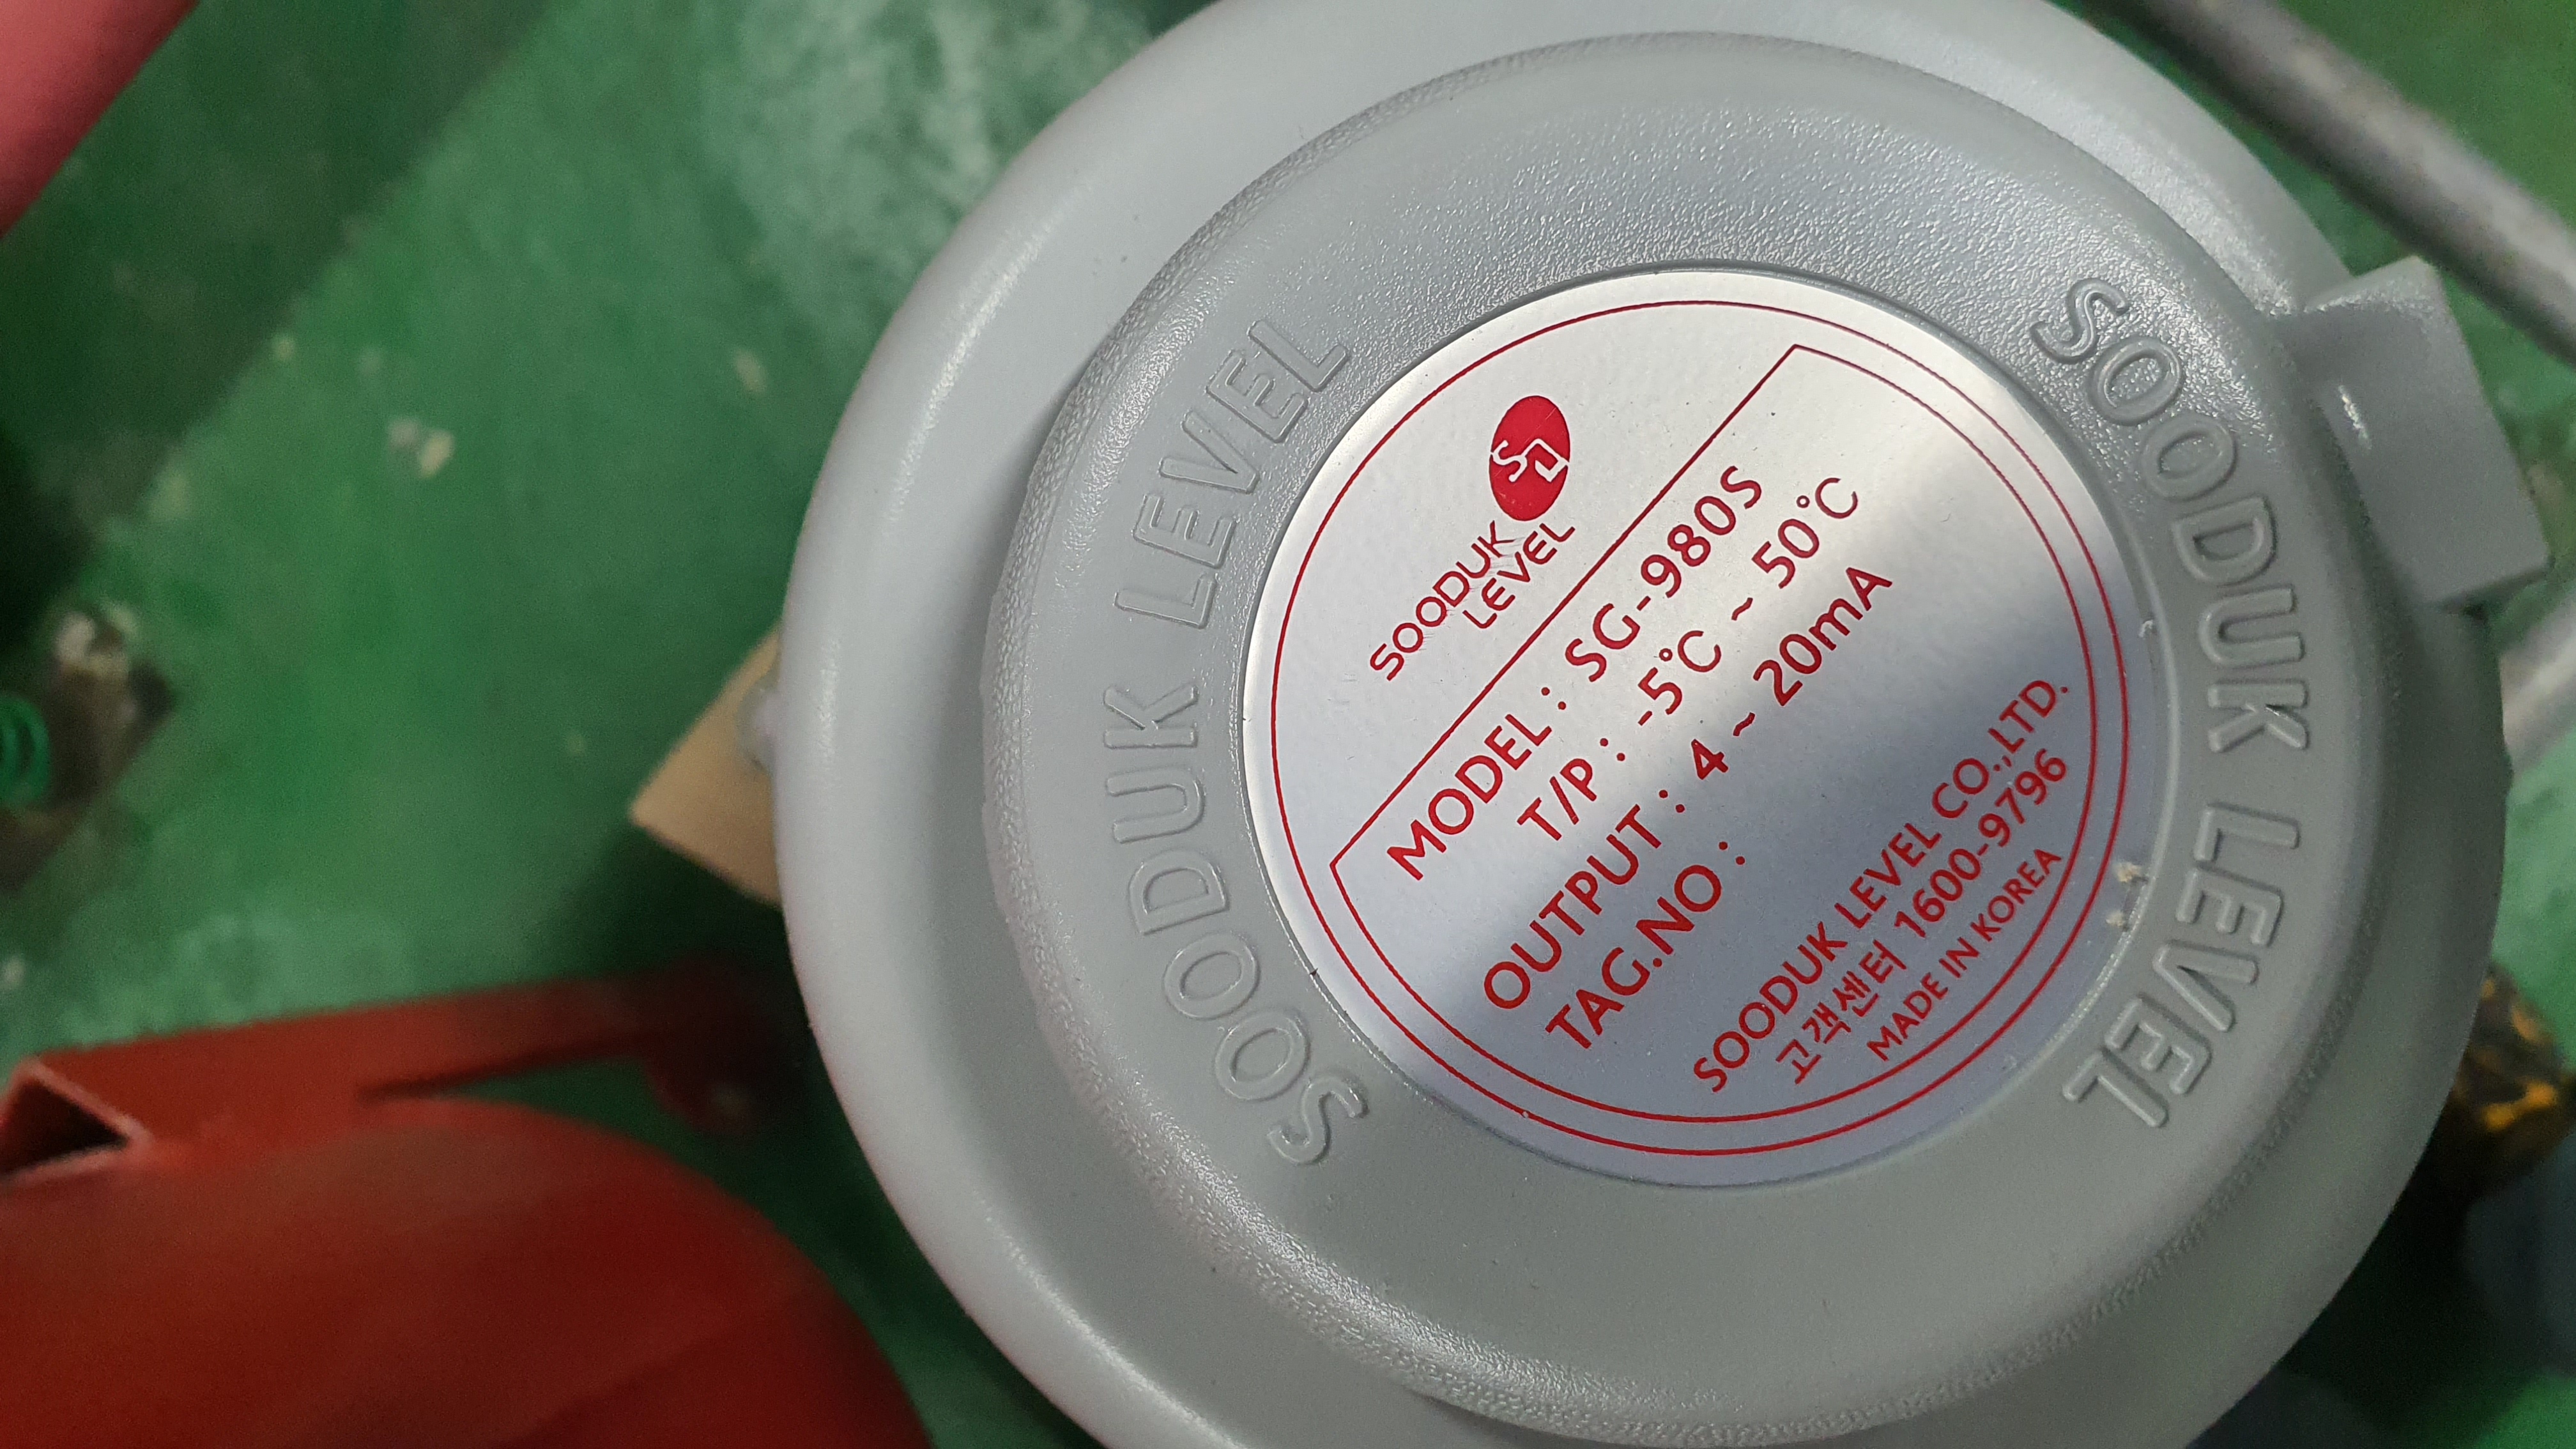 SOODUK LEVEL
SL
SOODUK
LEVEL
MODEL : SG-980S
T/P : -5℃ ~ 50℃
OUTPUT : 4 ~ 20mA
TAG.NO :
SOODUK LEVEL CO.,LTD.
고객센터 1600-9796
MADE IN KOREA
SOODUK LEVEL